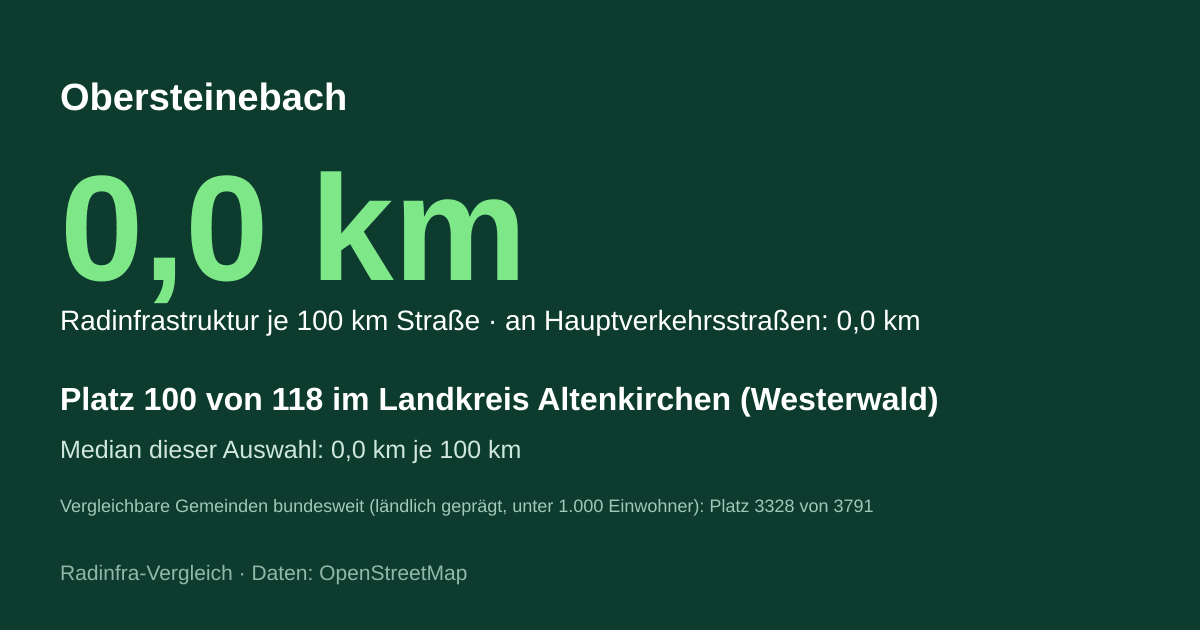 Obersteinebach
0,0 km
Radinfrastruktur je 100 km Straße · an Hauptverkehrsstraßen: 0,0 km
Platz 100 von 118 im Landkreis Altenkirchen (Westerwald)
Median dieser Auswahl: 0,0 km je 100 km
Vergleichbare Gemeinden bundesweit (ländlich geprägt, unter 1.000 Einwohner): Platz 3328 von 3791
Radinfra-Vergleich · Daten: OpenStreetMap